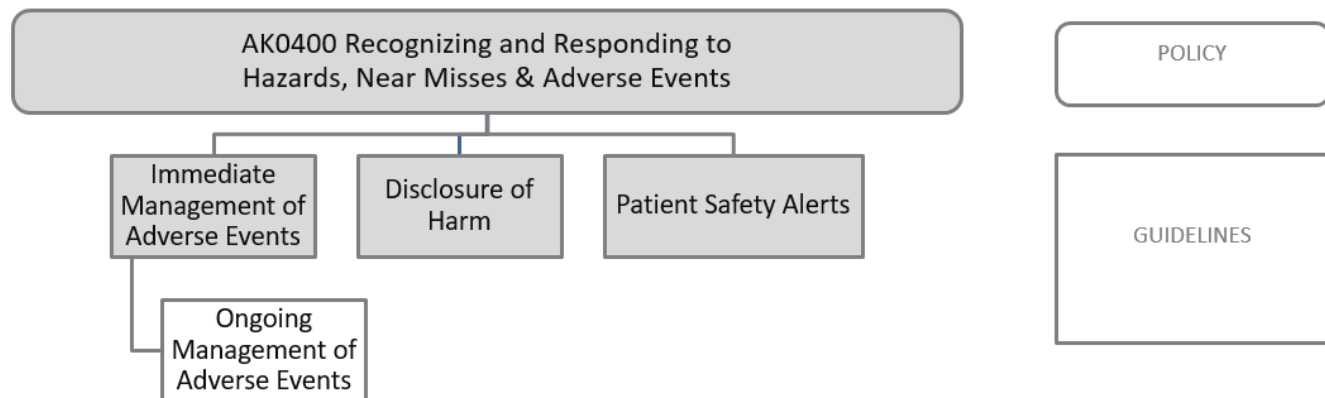 AK0400 Recognizing and Responding to
Hazards, Near Misses & Adverse Events
POLICY
Immediate
Management of
Adverse Events
Disclosure of
Harm
Patient Safety Alerts
GUIDELINES
Ongoing
Management of
Adverse Events